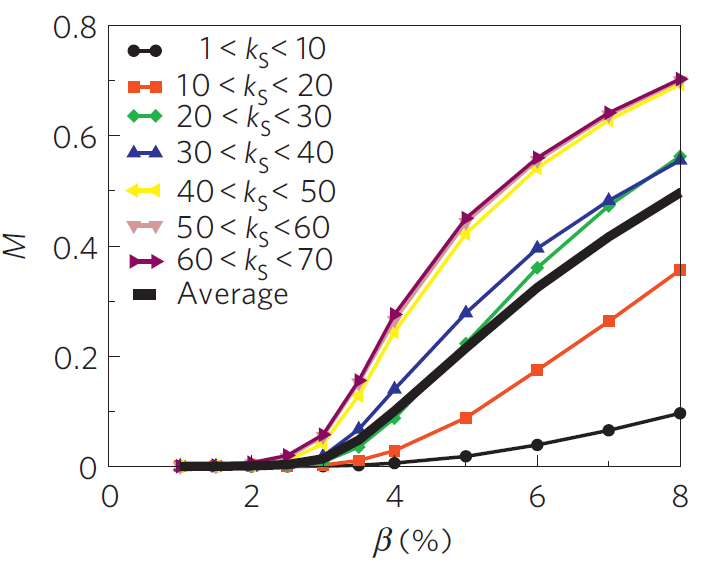 0.8
1 < kS < 10
10 < kS < 20
20 < kS < 30
30 < kS < 40
40 < kS < 50
50 < kS < 60
60 < kS < 70
Average
0.6
0.4
0.2
0
M
0 2 4 6 8
β (%)